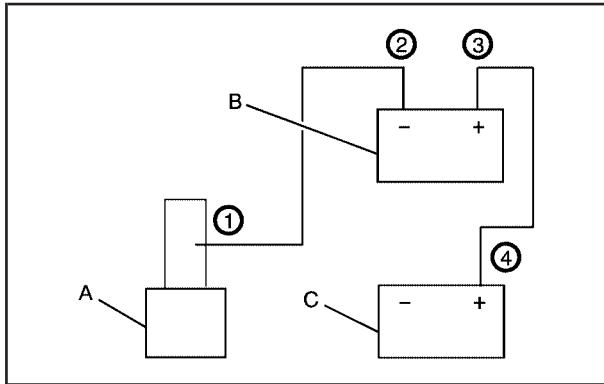 ② ③
B
− +
①
A
④
C
− +